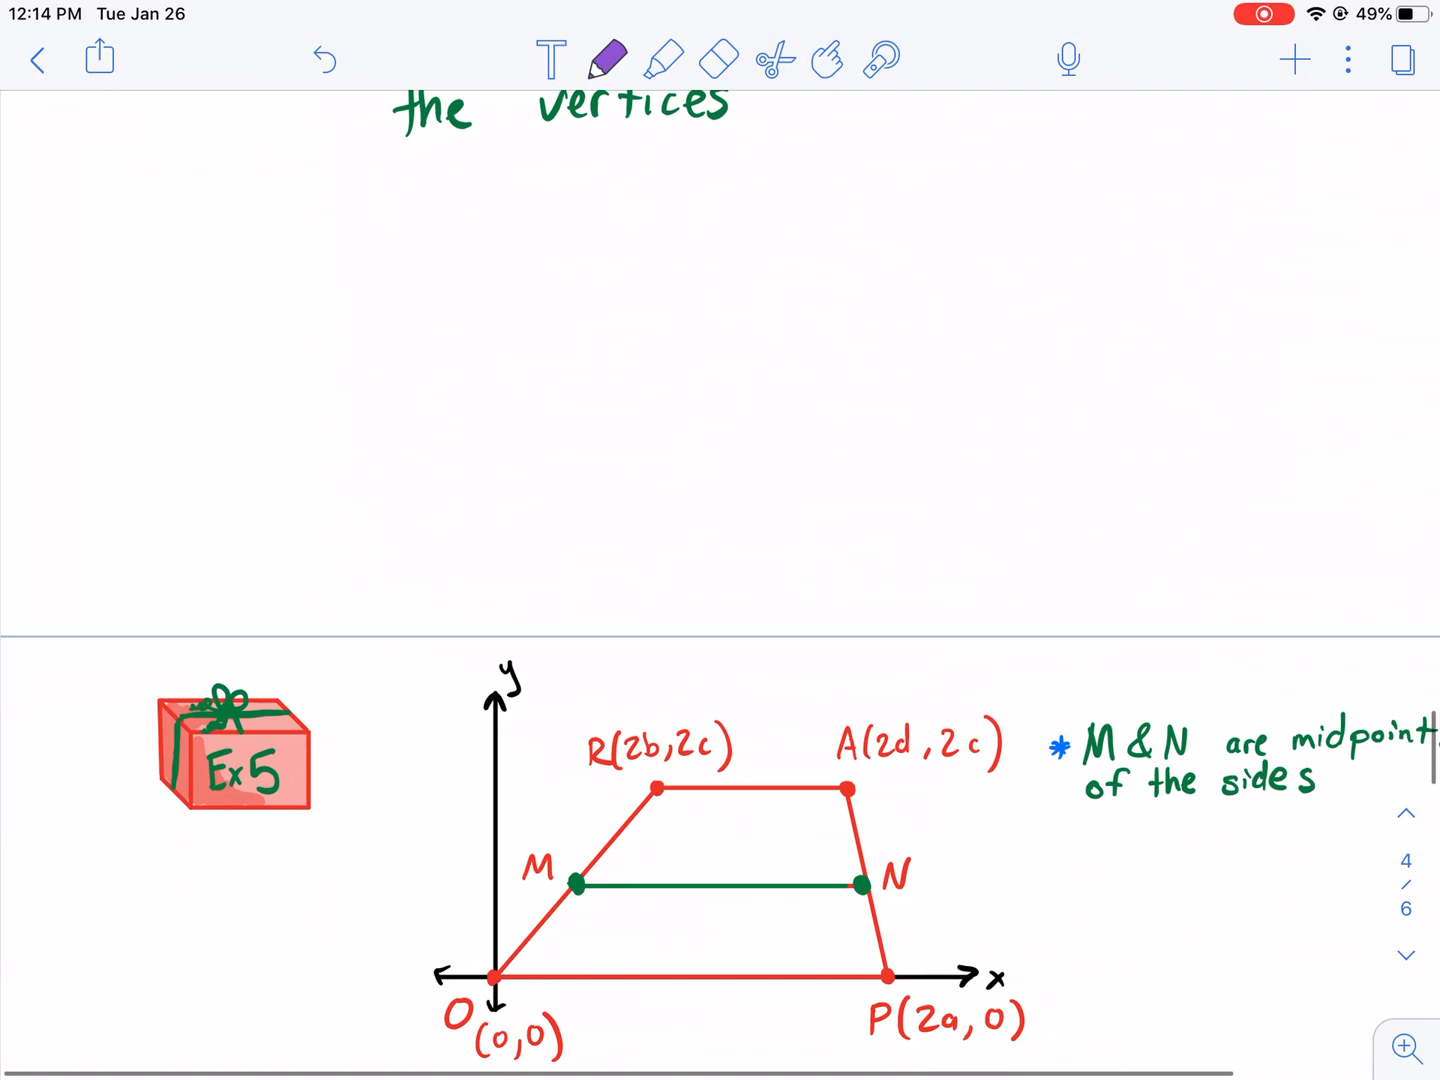 12:14 PM Tue Jan 26
49%
T
the vertices
y
R(2b,2c) A(2d,2c) * M & N are midpoint
of the sides
Ex5
M N
4
/
6
x
O (0,0) P(2a,0)